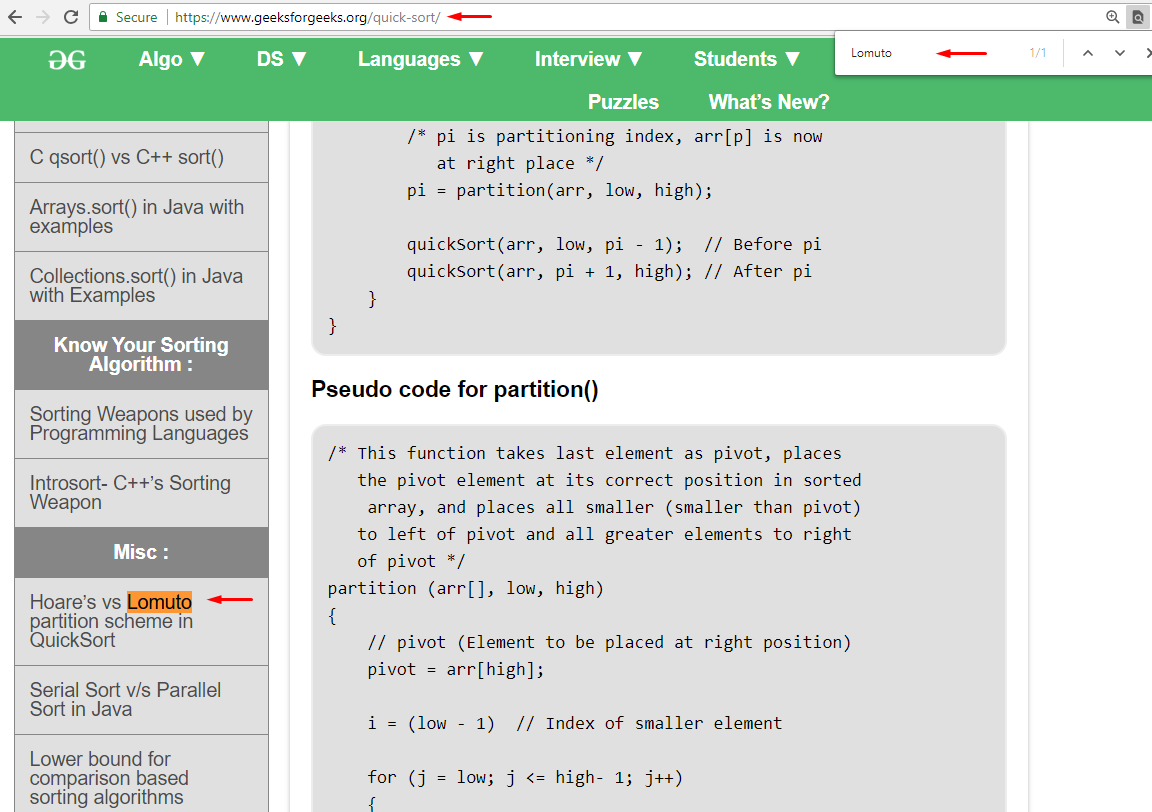 Secure https://www.geeksforgeeks.org/quick-sort/
Lomuto 1/1
Algo ▼ DS ▼ Languages ▼ Interview ▼ Students ▼
Puzzles What’s New?
C qsort() vs C++ sort()
Arrays.sort() in Java with
examples
Collections.sort() in Java
with Examples
Know Your Sorting
Algorithm :
Sorting Weapons used by
Programming Languages
Introsort- C++’s Sorting
Weapon
Misc :
Hoare’s vs Lomuto
partition scheme in
QuickSort
Serial Sort v/s Parallel
Sort in Java
Lower bound for
comparison based
sorting algorithms
/* pi is partitioning index, arr[p] is now
at right place */
pi = partition(arr, low, high);
quickSort(arr, low, pi - 1);  // Before pi
quickSort(arr, pi + 1, high); // After pi
}
}
Pseudo code for partition()
/* This function takes last element as pivot, places
the pivot element at its correct position in sorted
array, and places all smaller (smaller than pivot)
to left of pivot and all greater elements to right
of pivot */
partition (arr[], low, high)
{
// pivot (Element to be placed at right position)
pivot = arr[high];
i = (low - 1)  // Index of smaller element
for (j = low; j <= high- 1; j++)
{